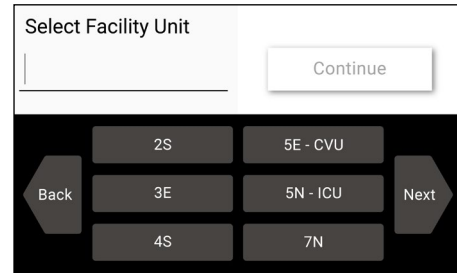 Select Facility Unit
Continue
2S
5E - CVU
Back
3E
5N - ICU
Next
4S
7N